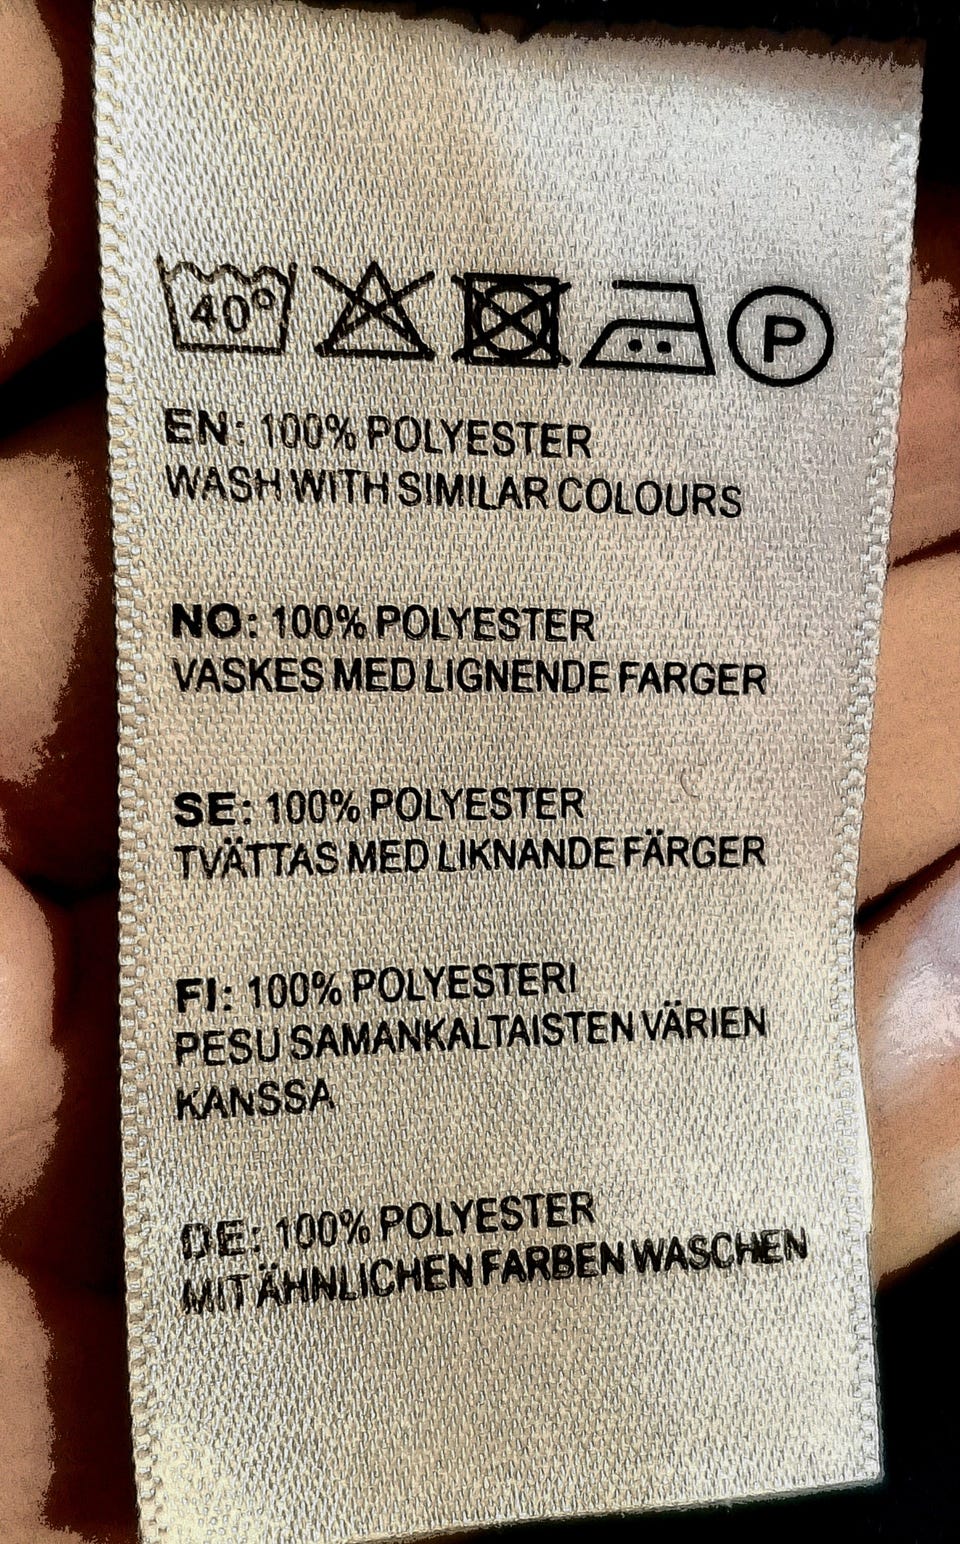 40° P
EN: 100% POLYESTER
WASH WITH SIMILAR COLOURS
NO: 100% POLYESTER
VASKES MED LIGNENDE FARGER
SE: 100% POLYESTER
TVÄTTAS MED LIKNANDE FÄRGER
FI: 100% POLYESTERI
PESU SAMANKALTAISTEN VÄRIEN
KANSSA
DE: 100% POLYESTER
MIT ÄHNLICHEN FARBEN WASCHEN